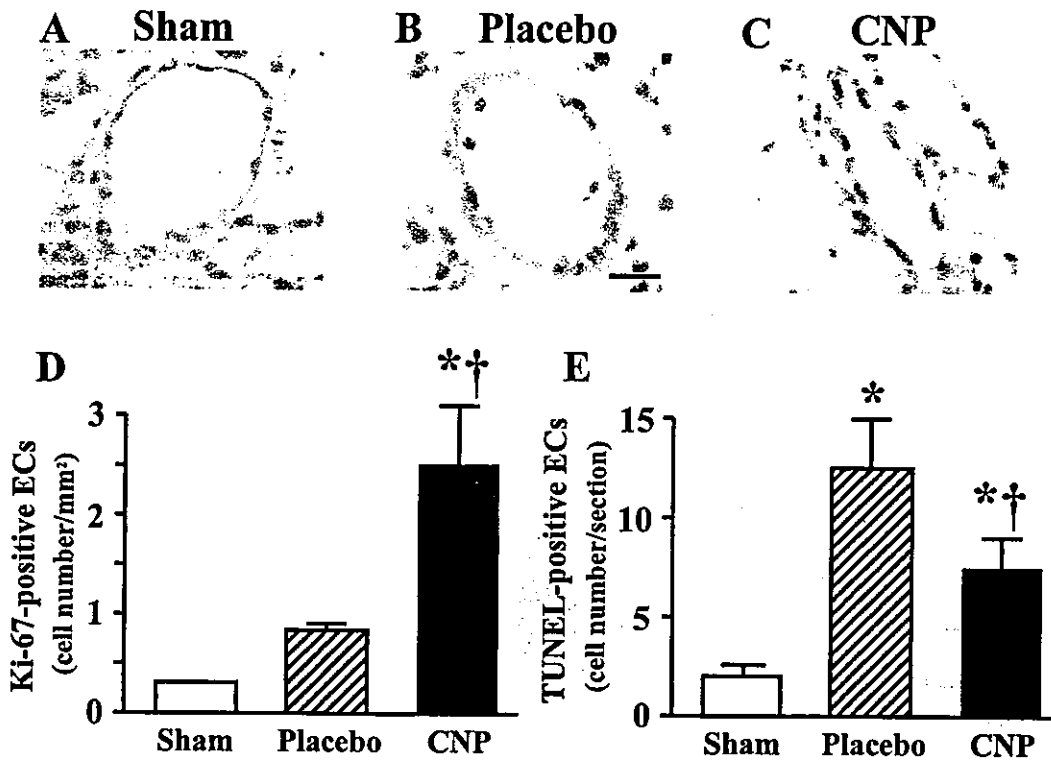 A Sham
B Placebo
C CNP
D
Ki-67-positive ECs
(cell number/mm²)
3
2
1
0
*†
Sham Placebo CNP
E
TUNEL-positive ECs
(cell number/section)
15
10
5
0
*
*†
Sham Placebo CNP